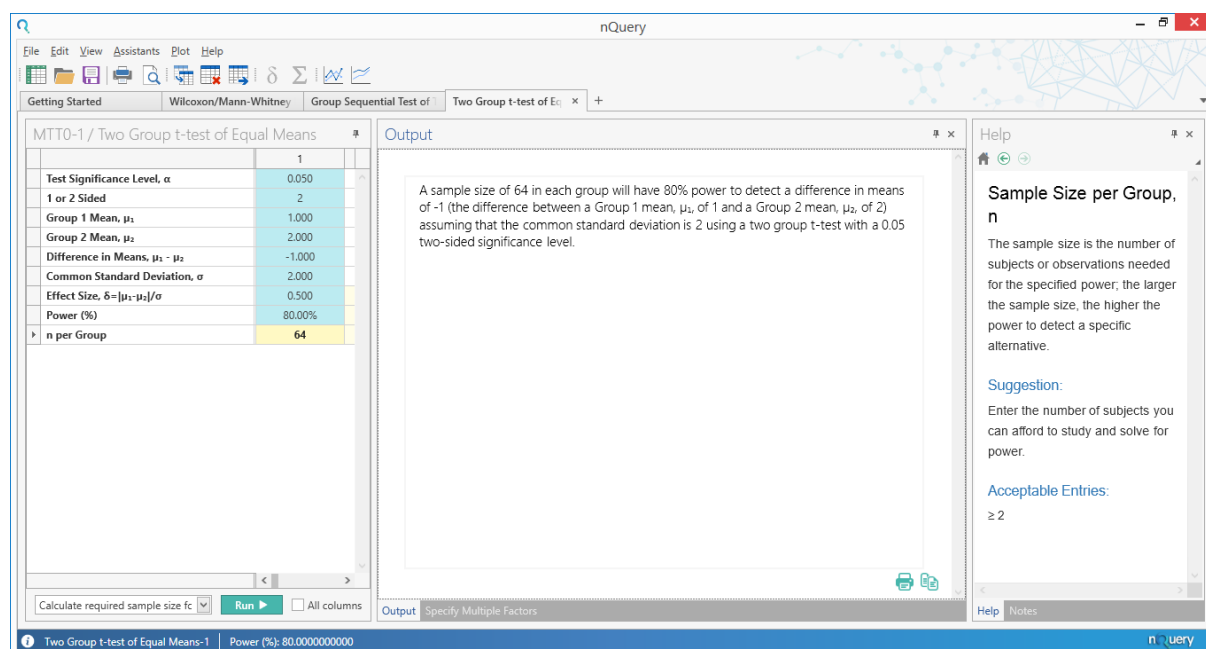 nQuery
File Edit View Assistants Plot Help
δ Σ
Getting Started Wilcoxon/Mann-Whitney Group Sequential Test of Two Group t-test of Eq × +
MTT0-1 / Two Group t-test of Equal Means
1
Test Significance Level, α 0.050
1 or 2 Sided 2
Group 1 Mean, μ₁ 1.000
Group 2 Mean, μ₂ 2.000
Difference in Means, μ₁ - μ₂ -1.000
Common Standard Deviation, σ 2.000
Effect Size, δ=|μ₁-μ₂|/σ 0.500
Power (%) 80.00%
n per Group 64
Calculate required sample size fc Run All columns
Output
A sample size of 64 in each group will have 80% power to detect a difference in means
of -1 (the difference between a Group 1 mean, μ₁, of 1 and a Group 2 mean, μ₂, of 2)
assuming that the common standard deviation is 2 using a two group t-test with a 0.05
two-sided significance level.
Output Specify Multiple Factors
Help
Sample Size per Group,
n
The sample size is the number of
subjects or observations needed
for the specified power; the larger
the sample size, the higher the
power to detect a specific
alternative.
Suggestion:
Enter the number of subjects you
can afford to study and solve for
power.
Acceptable Entries:
≥ 2
Help Notes
Two Group t-test of Equal Means-1 Power (%): 80.0000000000
nQuery